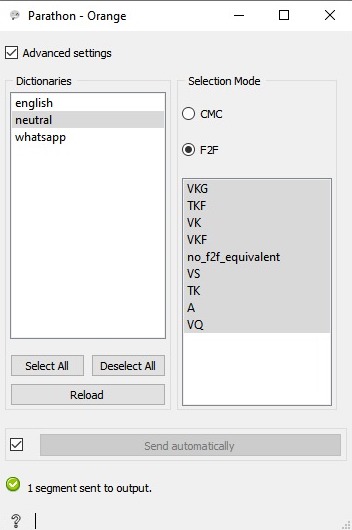 Parathon - Orange
Advanced settings
Dictionaries
english
neutral
whatsapp
Select All
Deselect All
Reload
Selection Mode
CMC
F2F
VKG
TKF
VK
VKF
no_f2f_equivalent
VS
TK
A
VQ
Send automatically
1 segment sent to output.
?